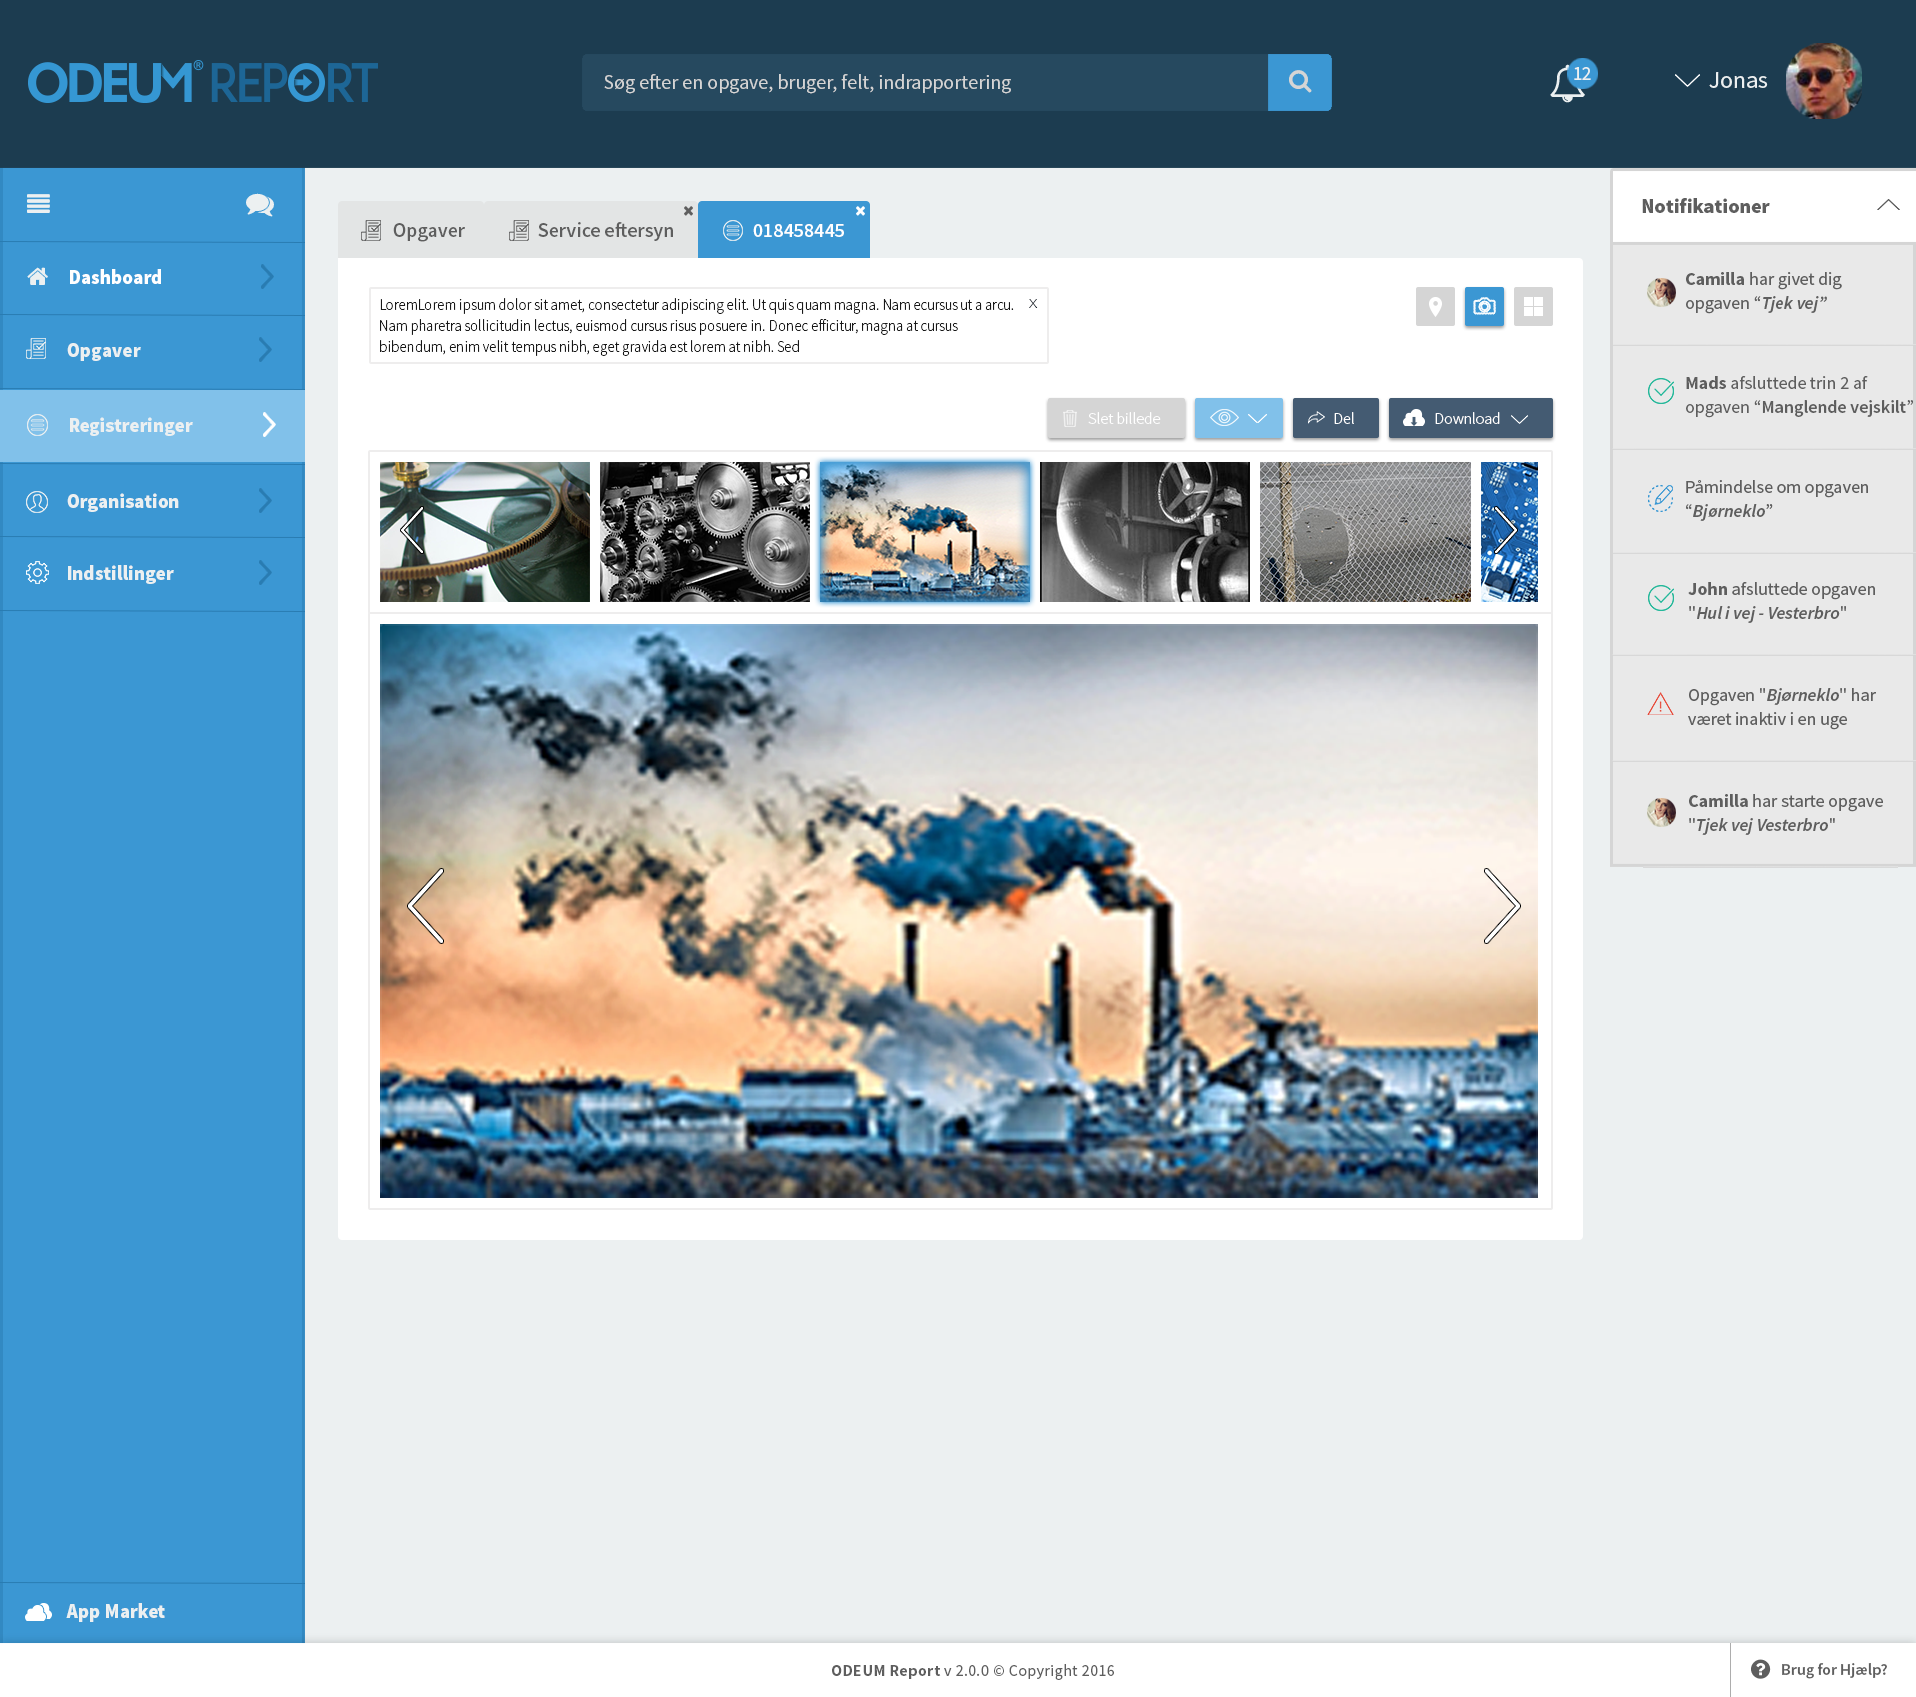 ODEUM® REPORT
Søg efter en opgave, bruger, felt, indrapportering
12
Jonas
Dashboard
Opgaver
Registreringer
Organisation
Indstillinger
App Market
Opgaver
Service eftersyn
018458445
LoremLorem ipsum dolor sit amet, consectetur adipiscing elit. Ut quis quam magna. Nam ecursus ut a arcu.
Nam pharetra sollicitudin lectus, euismod cursus risus posuere in. Donec efficitur, magna at cursus
bibendum, enim velit tempus nibh, eget gravida est lorem at nibh. Sed
X
Slet billede
Del
Download
Notifikationer
Camilla har givet dig
opgaven “Tjek vej”
Mads afsluttede trin 2 af
opgaven “Manglende vejskilt”
Påmindelse om opgaven
“Bjørneklo”
John afsluttede opgaven
"Hul i vej - Vesterbro"
Opgaven "Bjørneklo" har
været inaktiv i en uge
Camilla har starte opgave
"Tjek vej Vesterbro"
ODEUM Report v 2.0.0 © Copyright 2016
Brug for Hjælp?